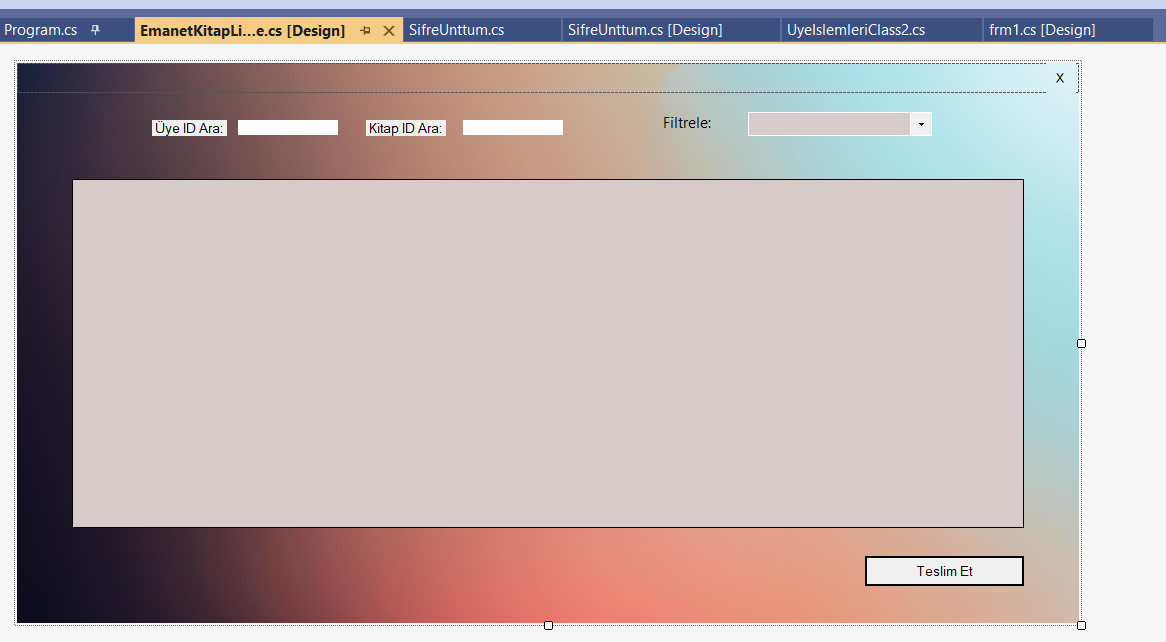 Program.cs
EmanetKitapLi...e.cs [Design]
SifreUnttum.cs
SifreUnttum.cs [Design]
UyeIslemleriClass2.cs
frm1.cs [Design]
X
Üye ID Ara:
Kitap ID Ara:
Filtrele:
Teslim Et